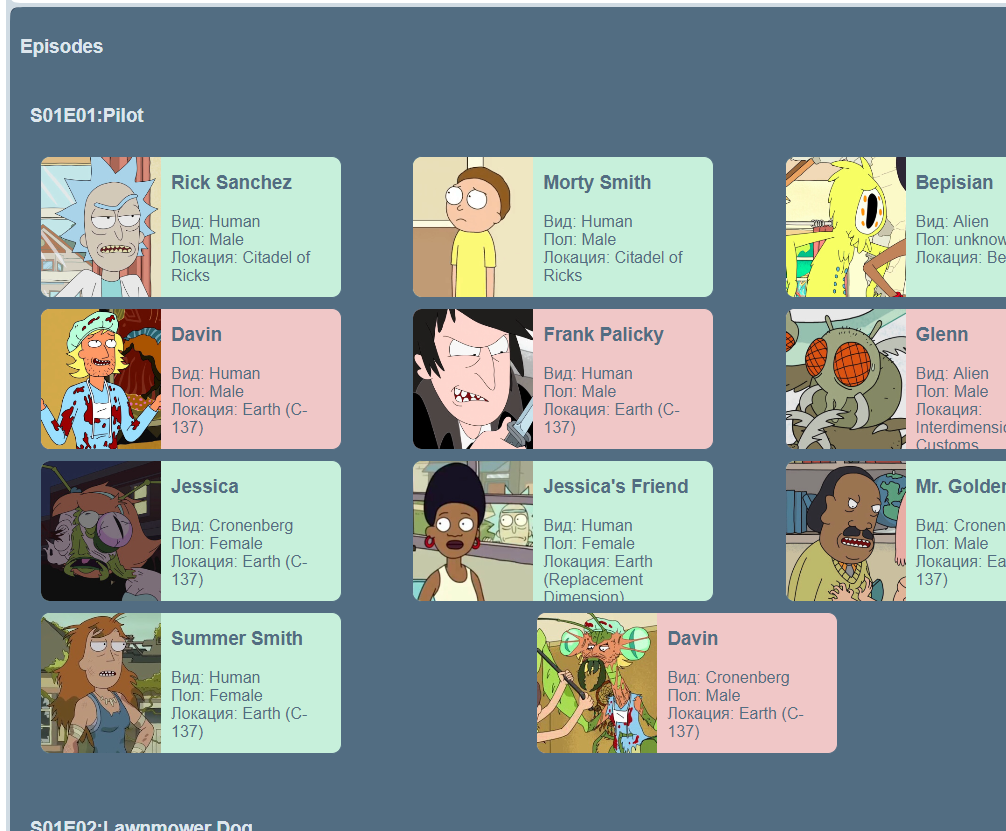 Episodes
S01E01:Pilot
Rick Sanchez
Вид: Human
Пол: Male
Локация: Citadel of
Ricks
Morty Smith
Вид: Human
Пол: Male
Локация: Citadel of
Ricks
Bepisian
Вид: Alien
Пол: unknow
Локация: Be
Davin
Вид: Human
Пол: Male
Локация: Earth (C-
137)
Frank Palicky
Вид: Human
Пол: Male
Локация: Earth (C-
137)
Glenn
Вид: Alien
Пол: Male
Локация:
Interdimensio
Customs
Jessica
Вид: Cronenberg
Пол: Female
Локация: Earth (C-
137)
Jessica's Friend
Вид: Human
Пол: Female
Локация: Earth
(Replacement
Dimension)
Mr. Golden
Вид: Cronen
Пол: Male
Локация: Ea
137)
Summer Smith
Вид: Human
Пол: Female
Локация: Earth (C-
137)
Davin
Вид: Cronenberg
Пол: Male
Локация: Earth (C-
137)
S01E02:Lawnmower Dog